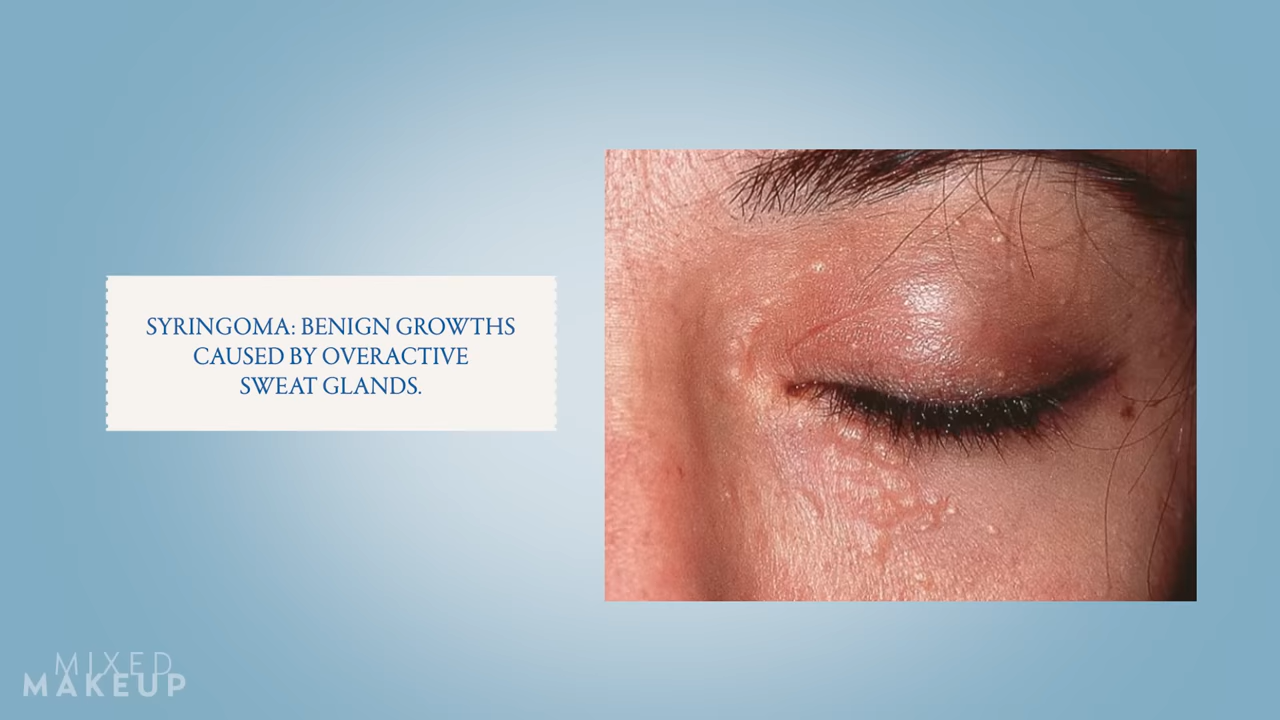 SYRINGOMA: BENIGN GROWTHS
CAUSED BY OVERACTIVE
SWEAT GLANDS.
MIXED
MAKEUP